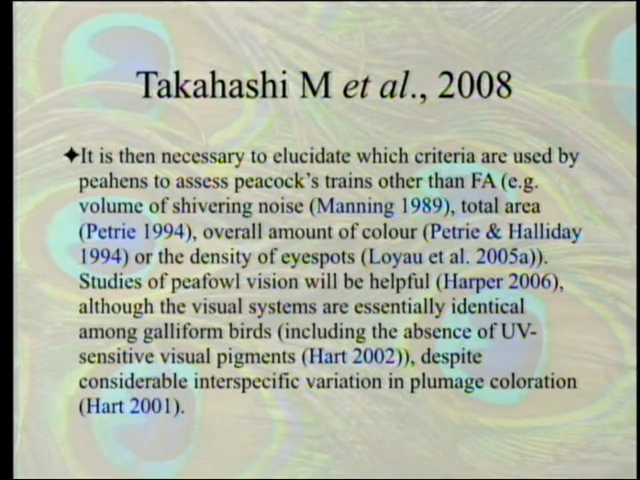 Takahashi M et al., 2008
✦It is then necessary to elucidate which criteria are used by
peahens to assess peacock's trains other than FA (e.g.
volume of shivering noise (Manning 1989), total area
(Petrie 1994), overall amount of colour (Petrie & Halliday
1994) or the density of eyespots (Loyau et al. 2005a)).
Studies of peafowl vision will be helpful (Harper 2006),
although the visual systems are essentially identical
among galliform birds (including the absence of UV-
sensitive visual pigments (Hart 2002)), despite
considerable interspecific variation in plumage coloration
(Hart 2001).